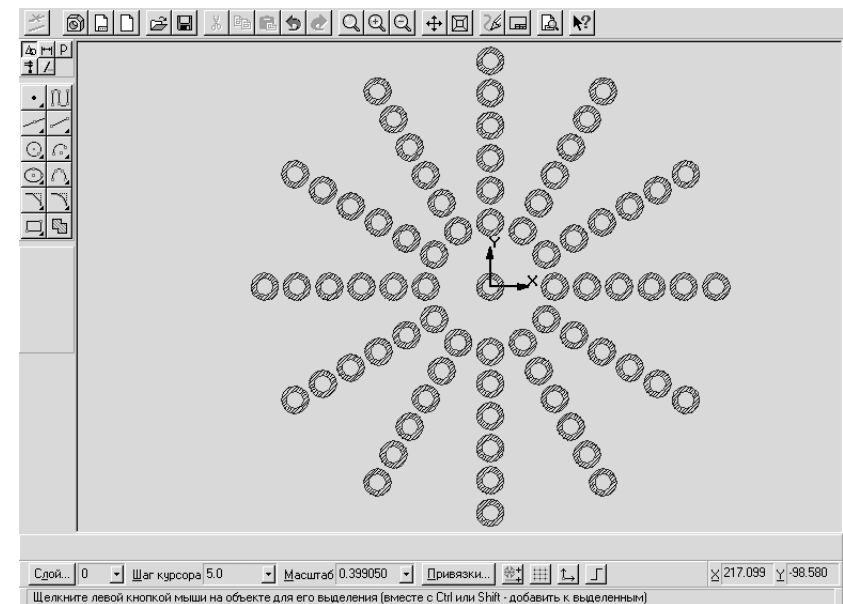 P
Y
X
Слой... 0 Шаг курсора 5.0 Масштаб 0.399050 Привязки... X 217.099 Y -98.580
Щелкните левой кнопкой мыши на объекте для его выделения (вместе с Ctrl или Shift - добавить к выделенным)